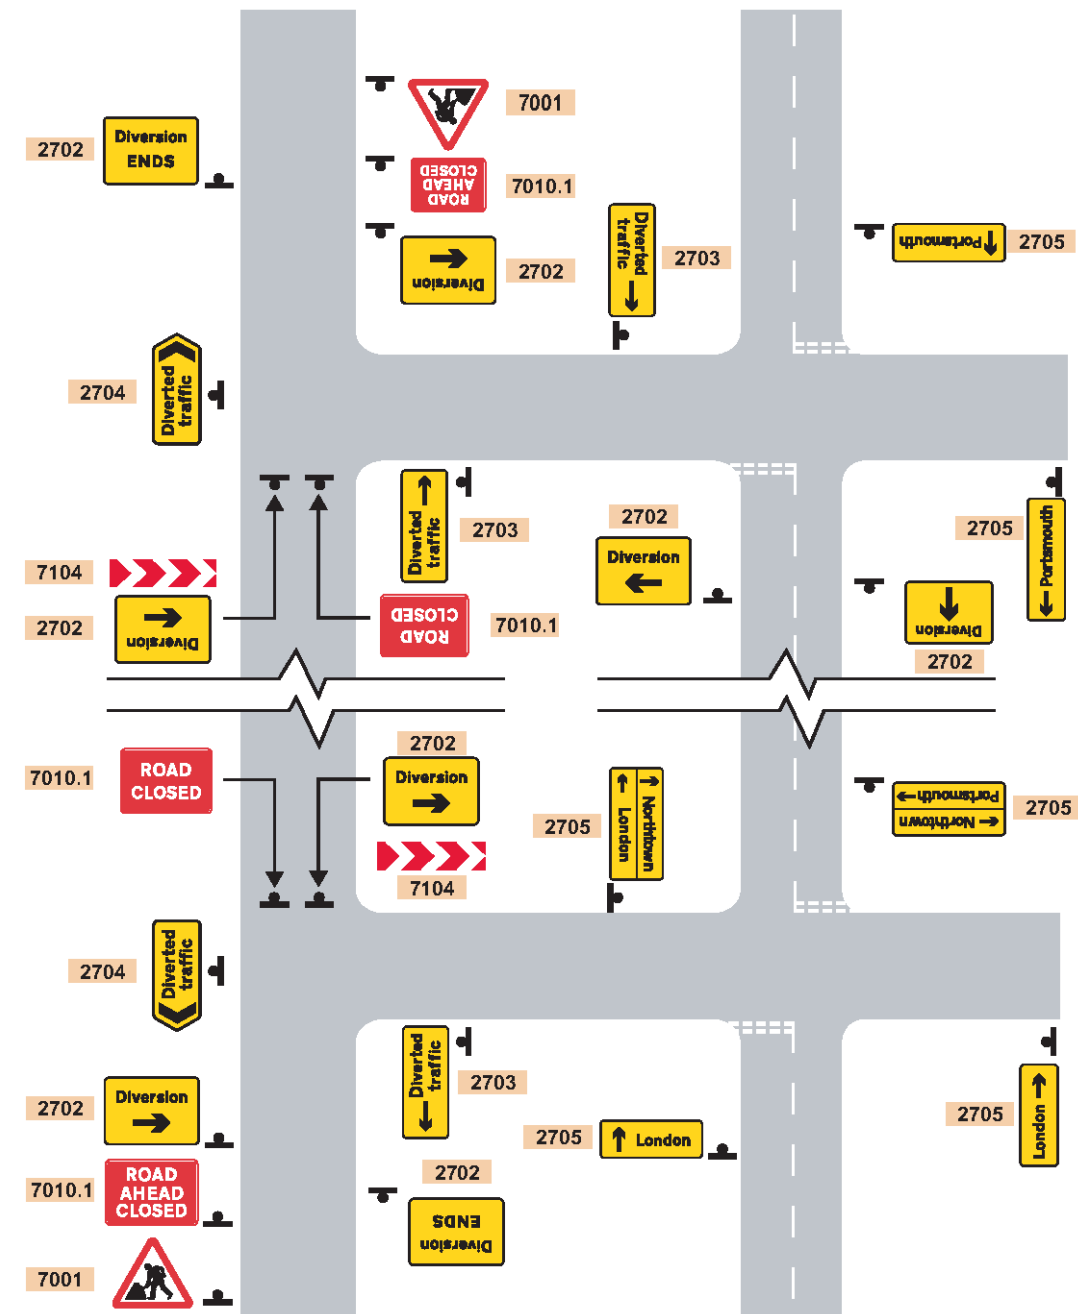 7001
2702
Diversion
ENDS
ROAD
AHEAD
CLOSED
7010.1
Diverted
traffic
2703
Portsmouth
2705
Diversion
2702
2704
Diverted
traffic
Diverted
traffic
2703
2702
Diversion
2705
Portsmouth
7104
2702
Diversion
ROAD
CLOSED
7010.1
Diversion
2702
7010.1
ROAD
CLOSED
2702
Diversion
7104
2705
London
Northtown
Northtown
Portsmouth
2705
2704
Diverted
traffic
Diverted
traffic
2703
2702
Diversion
2705
London
2705
London
7010.1
ROAD
AHEAD
CLOSED
2702
Diversion
ENDS
7001